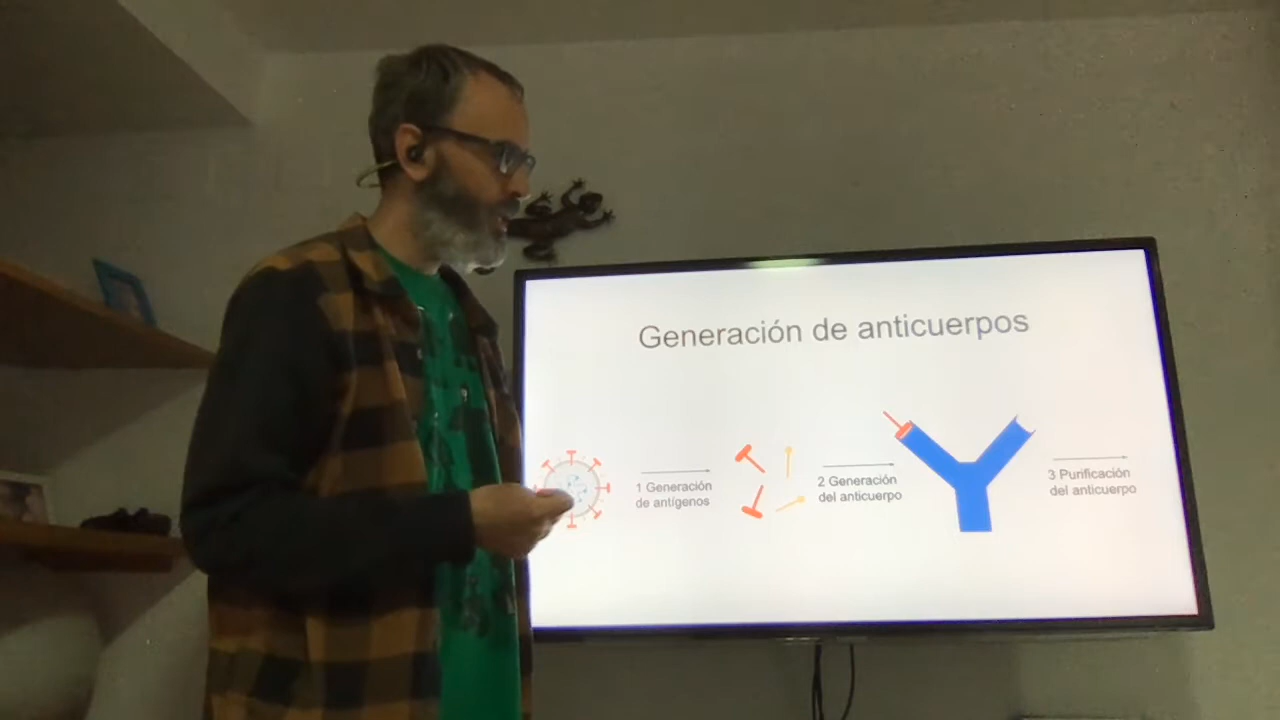 Generación de anticuerpos
1 Generación
de antígenos
2 Generación
del anticuerpo
3 Purificación
del anticuerpo